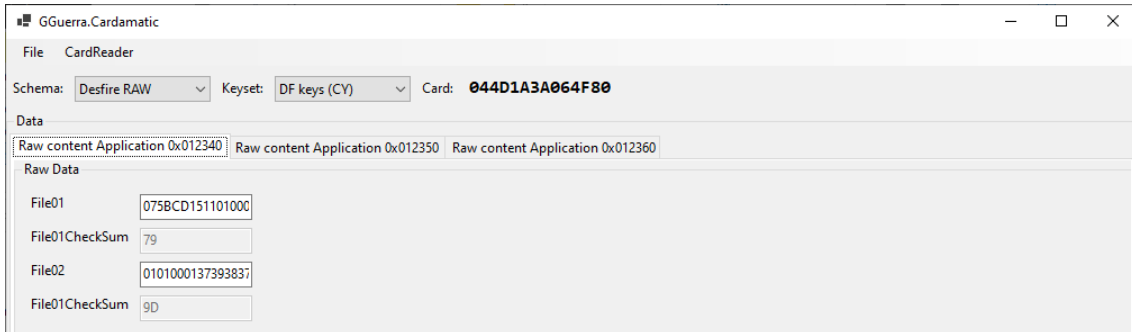 GGuerra.Cardamatic
File CardReader
Schema: Desfire RAW Keyset: DF keys (CY) Card: 044D1A3A064F80
Data
Raw content Application 0x012340 Raw content Application 0x012350 Raw content Application 0x012360
Raw Data
File01 075BCD151101000
File01CheckSum 79
File02 0101000137393837
File01CheckSum 9D